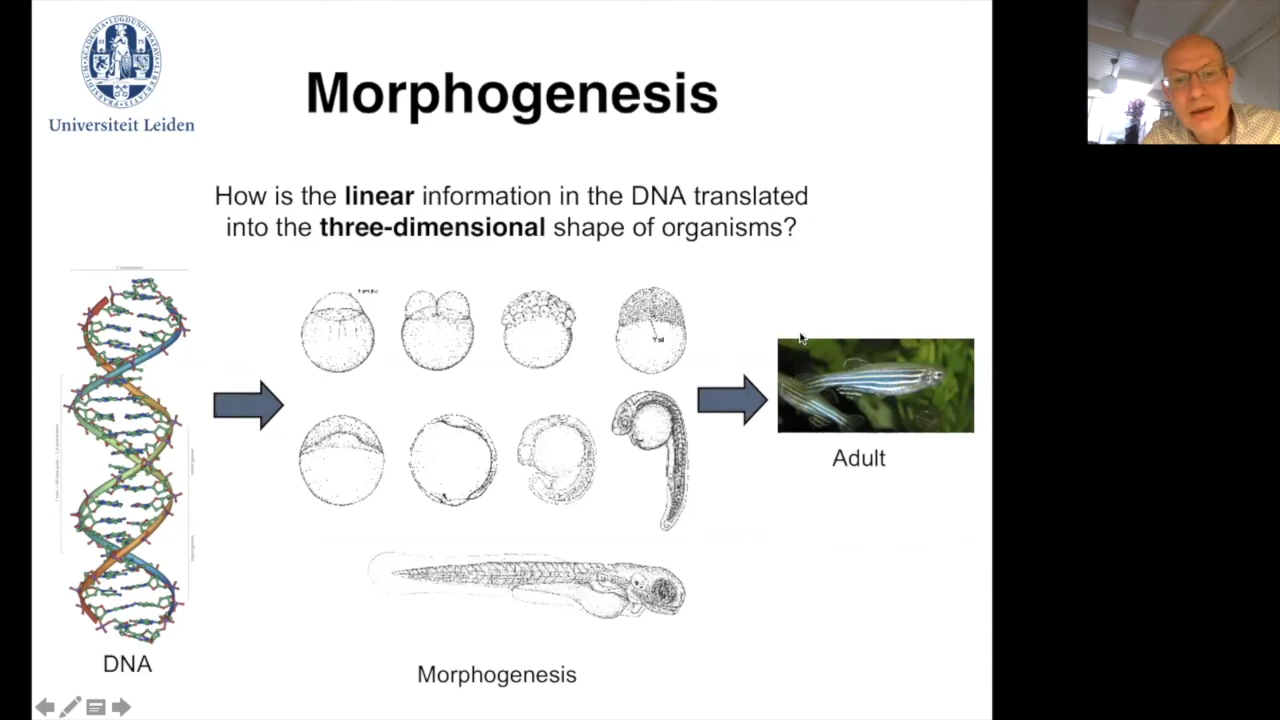 Universiteit Leiden
Morphogenesis
How is the linear information in the DNA translated
into the three-dimensional shape of organisms?
Adult
DNA
Morphogenesis